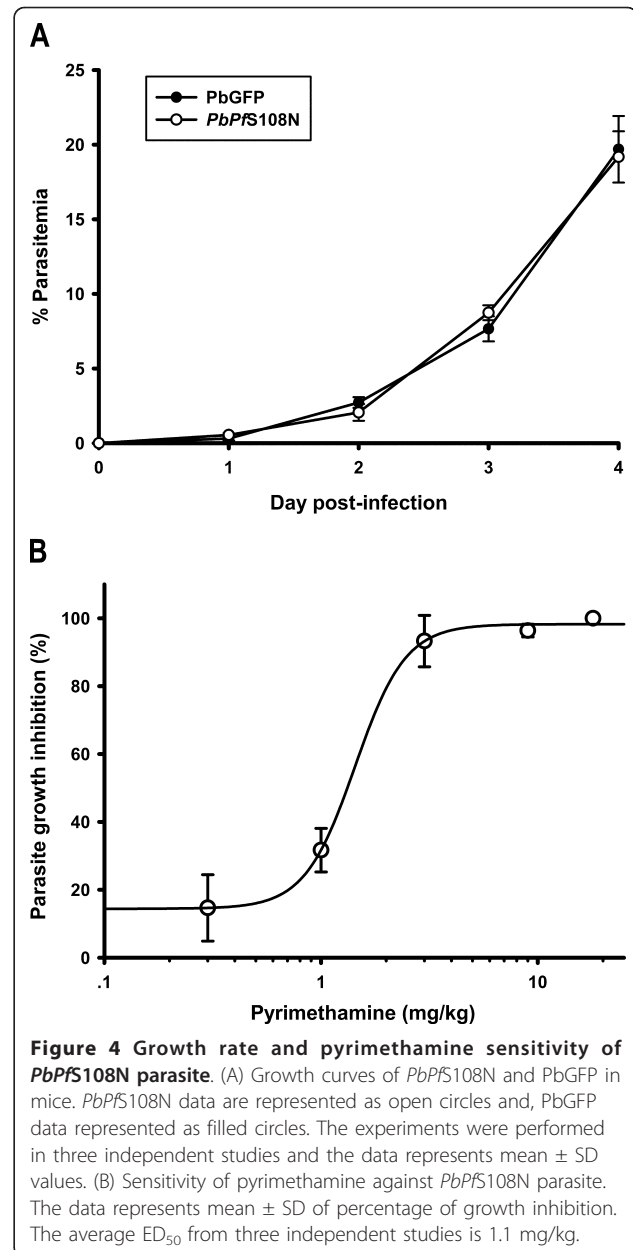 A
25
20
15
10
5
0
% Parasitemia
PbGFP
PbPfS108N
0 1 2 3 4
Day post-infection
B
100
80
60
40
20
0
Parasite growth inhibition (%)
.1 1 10
Pyrimethamine (mg/kg)
Figure 4 Growth rate and pyrimethamine sensitivity of
PbPfS108N parasite. (A) Growth curves of PbPfS108N and PbGFP in
mice. PbPfS108N data are represented as open circles and, PbGFP
data represented as filled circles. The experiments were performed
in three independent studies and the data represents mean ± SD
values. (B) Sensitivity of pyrimethamine against PbPfS108N parasite.
The data represents mean ± SD of percentage of growth inhibition.
The average ED50 from three independent studies is 1.1 mg/kg.